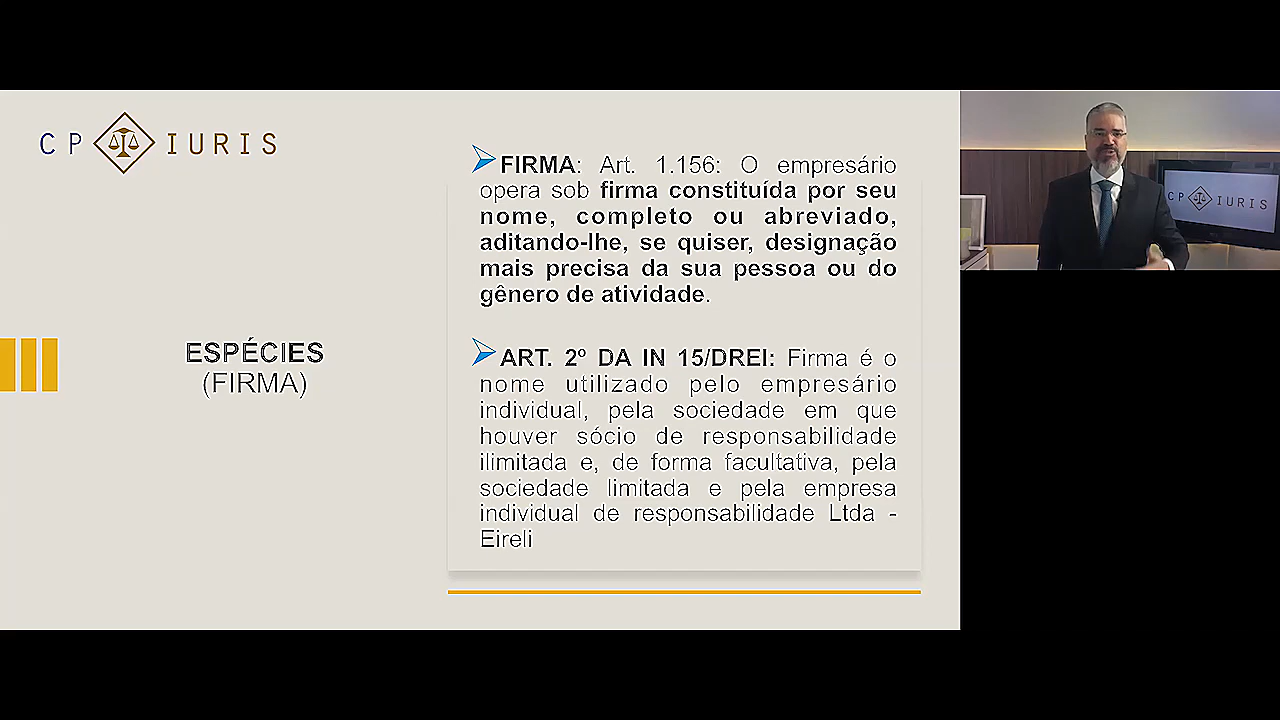 CP IURIS
FIRMA: Art. 1.156: O empresário
opera sob firma constituída por seu
nome, completo ou abreviado,
aditando-lhe, se quiser, designação
mais precisa da sua pessoa ou do
gênero de atividade.
ESPÉCIES
(FIRMA)
ART. 2º DA IN 15/DREI: Firma é o
nome utilizado pelo empresário
individual, pela sociedade em que
houver sócio de responsabilidade
ilimitada e, de forma facultativa, pela
sociedade limitada e pela empresa
individual de responsabilidade Ltda -
Eireli
CP IURIS